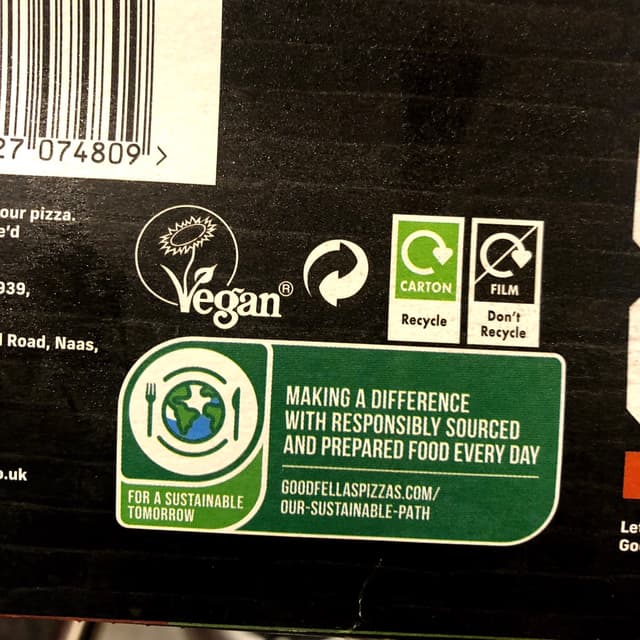 27 074809 >
our pizza.
e'd
939,
l Road, Naas,
o.uk
Vegan®
CARTON
Recycle
FILM
Don't
Recycle
FOR A SUSTAINABLE
TOMORROW
MAKING A DIFFERENCE
WITH RESPONSIBLY SOURCED
AND PREPARED FOOD EVERY DAY
GOODFELLASPIZZAS.COM/
OUR-SUSTAINABLE-PATH
Le
Go